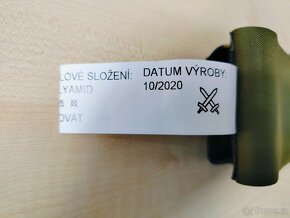 LOVÉ SLOŽENÍ: DATUM VÝROBY:
LYAMID 10/2020
OVAT